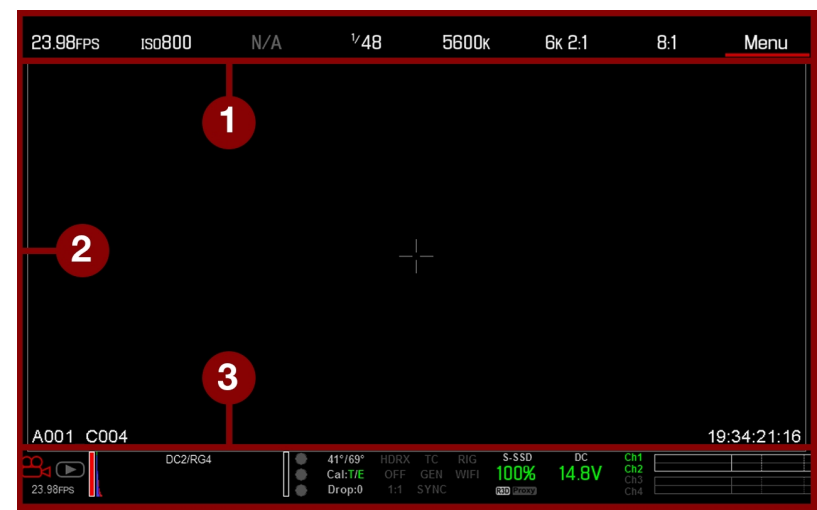 23.98FPS ISO800 N/A 1/48 5600K 6K 2:1 8:1 Menu
1
2
3
A001 C004 19:34:21:16
DC2/RG4 41°/69° HDRX TC RIG S-SSD DC Ch1
Cal:T/E OFF GEN WIFI 100% 14.8V Ch2
23.98FPS Drop:0 1:1 SYNC R3D Proxy Ch3
Ch4